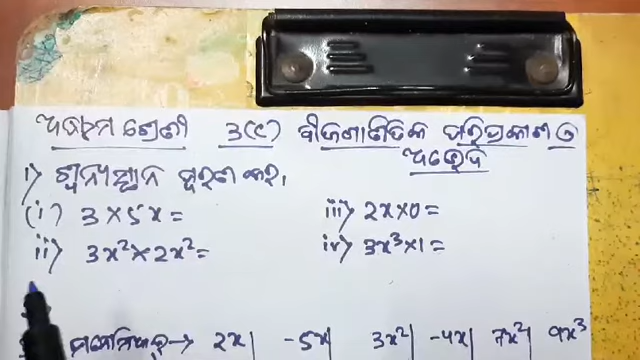 ଅଷ୍ଟମ ଶ୍ରେଣୀ 3(c) ବୀଜଗାଣିତିକ ପରିପ୍ରକାଶ ଓ
ଅଭେଦ
1> ଶୂନ୍ୟସ୍ଥାନ ପୂରଣ କର।
(i) 3 × 5x =
iii> 2x×0 =
ii> 3x²×2x² =
iv> 3x³×1 =
→ 2x| -5x| 3x²| -4x| 7x²| 9x³